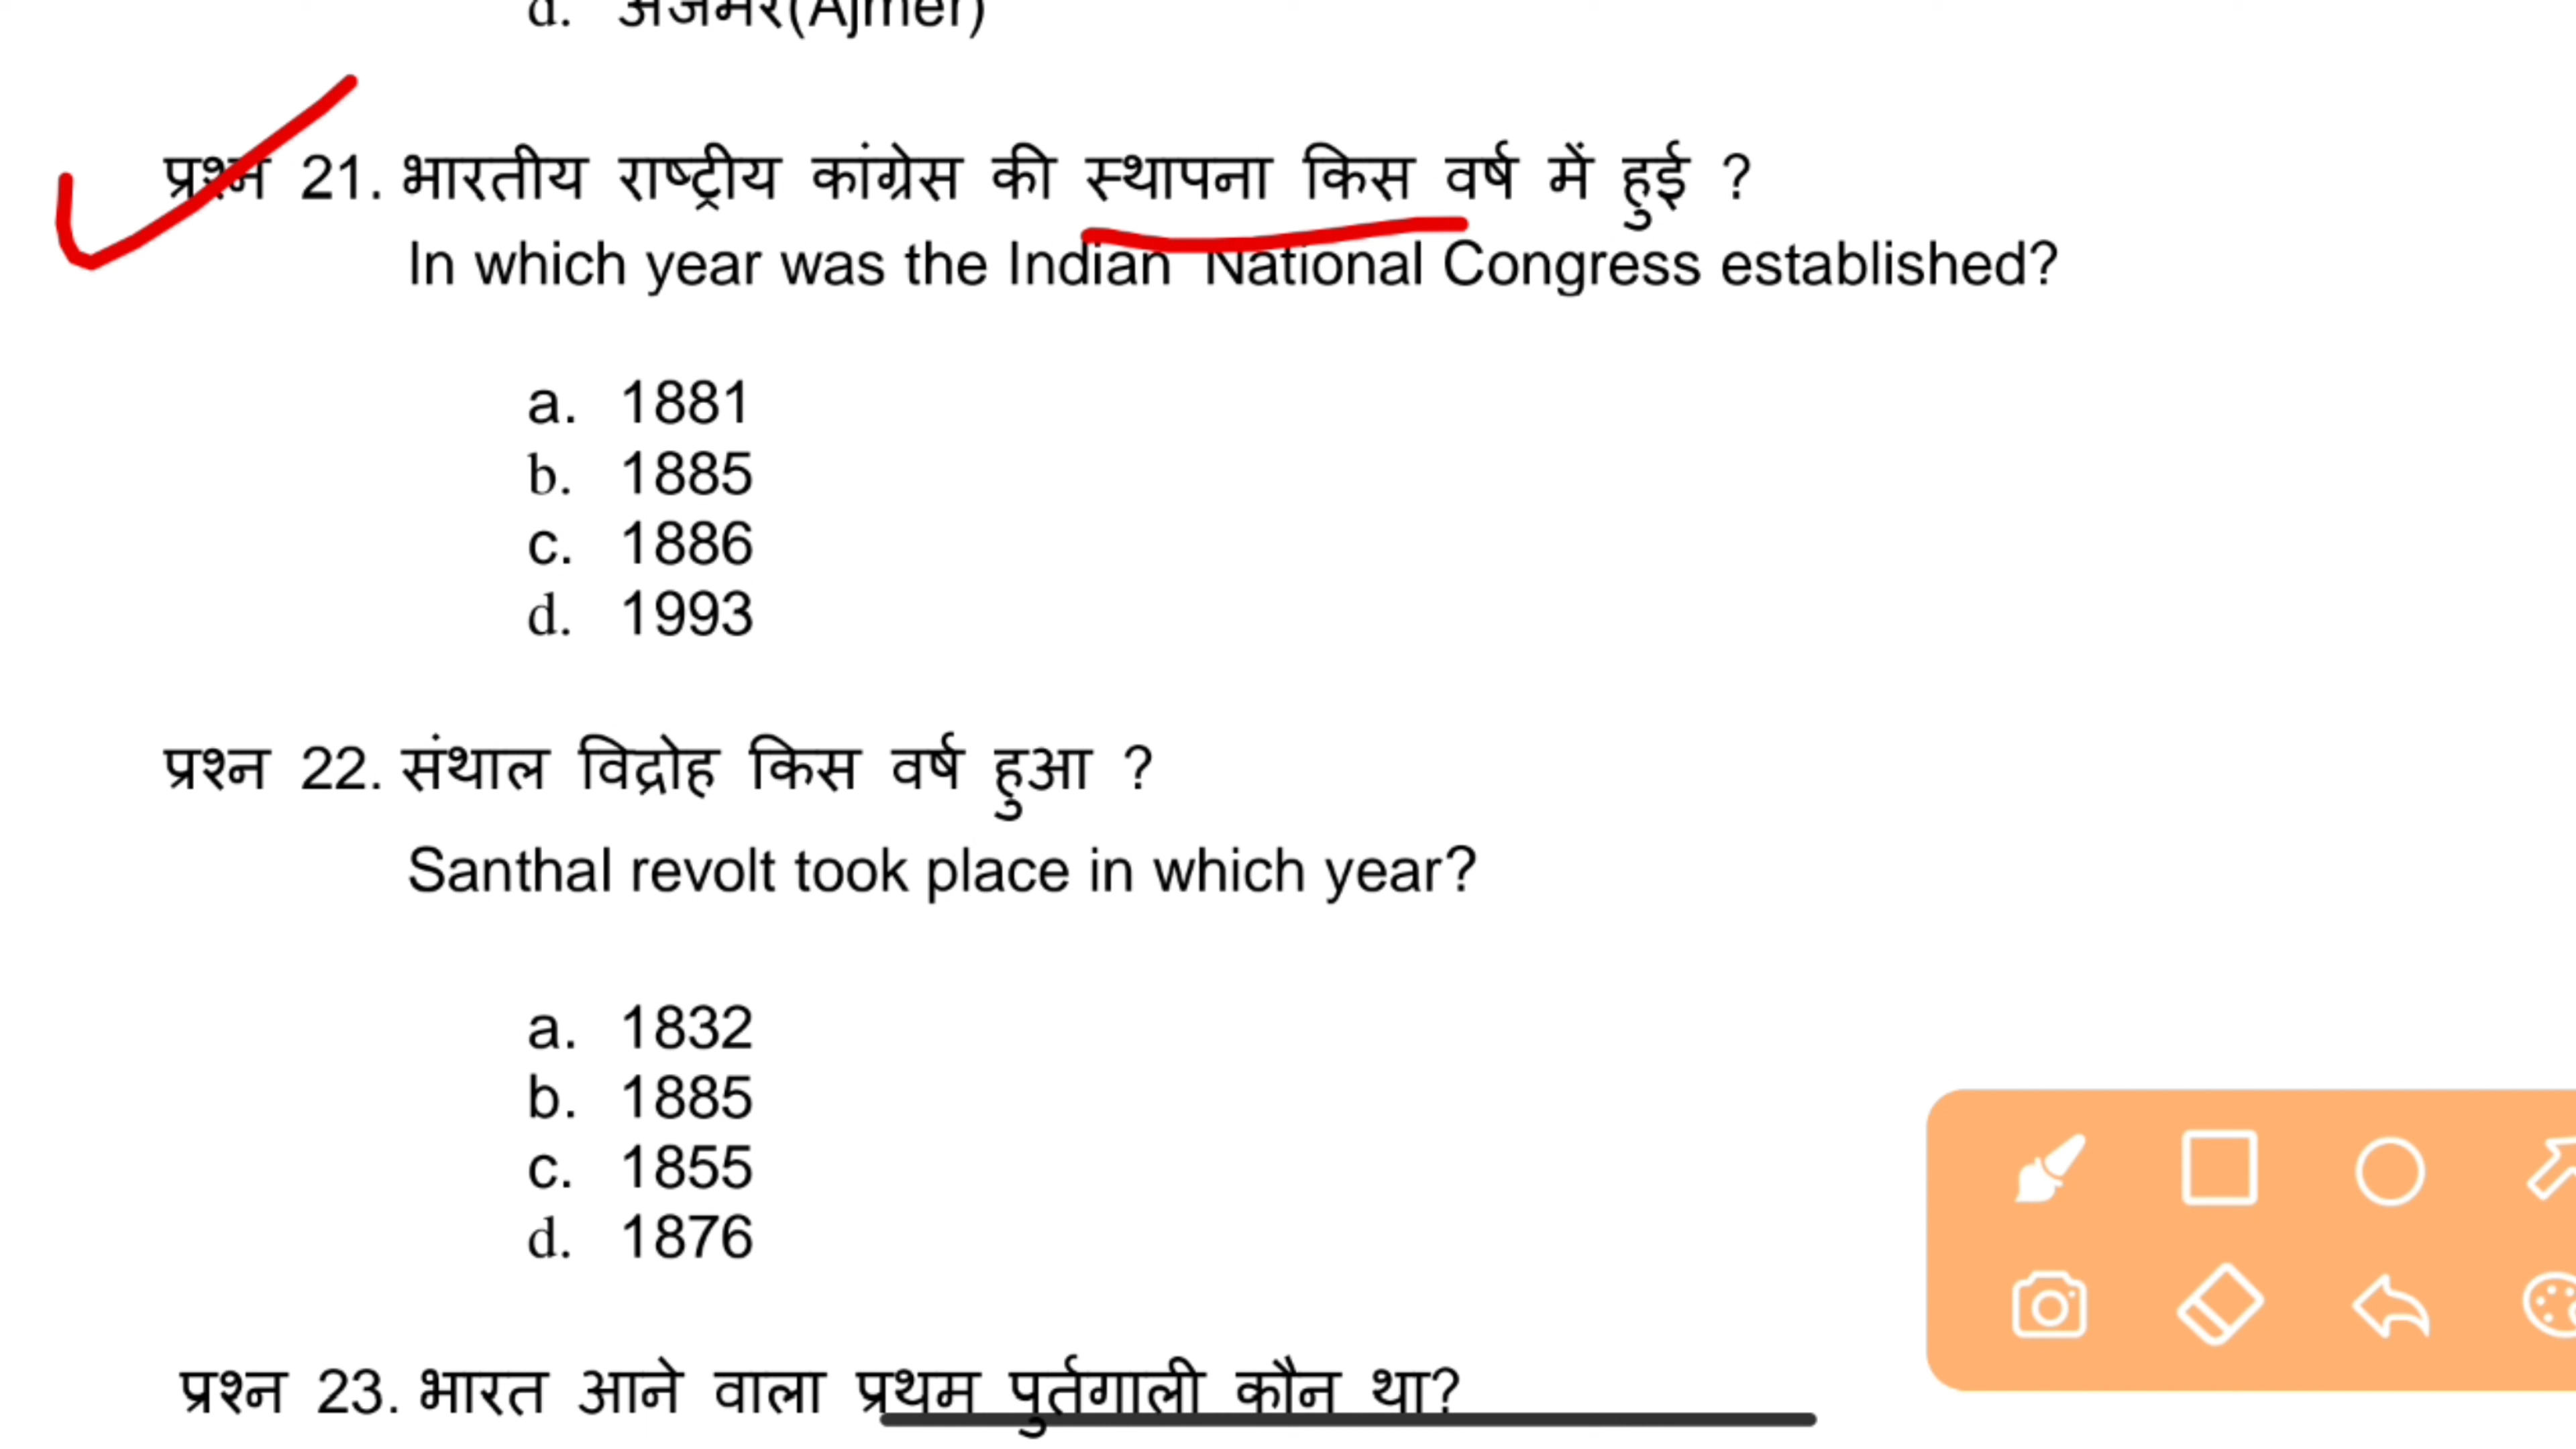 d. अजमेर(Ajmer)
प्रश्न 21. भारतीय राष्ट्रीय कांग्रेस की स्थापना किस वर्ष में हुई ?
In which year was the Indian National Congress established?
a. 1881
b. 1885
c. 1886
d. 1993
प्रश्न 22. संथाल विद्रोह किस वर्ष हुआ ?
Santhal revolt took place in which year?
a. 1832
b. 1885
c. 1855
d. 1876
प्रश्न 23. भारत आने वाला प्रथम पुर्तगाली कौन था?